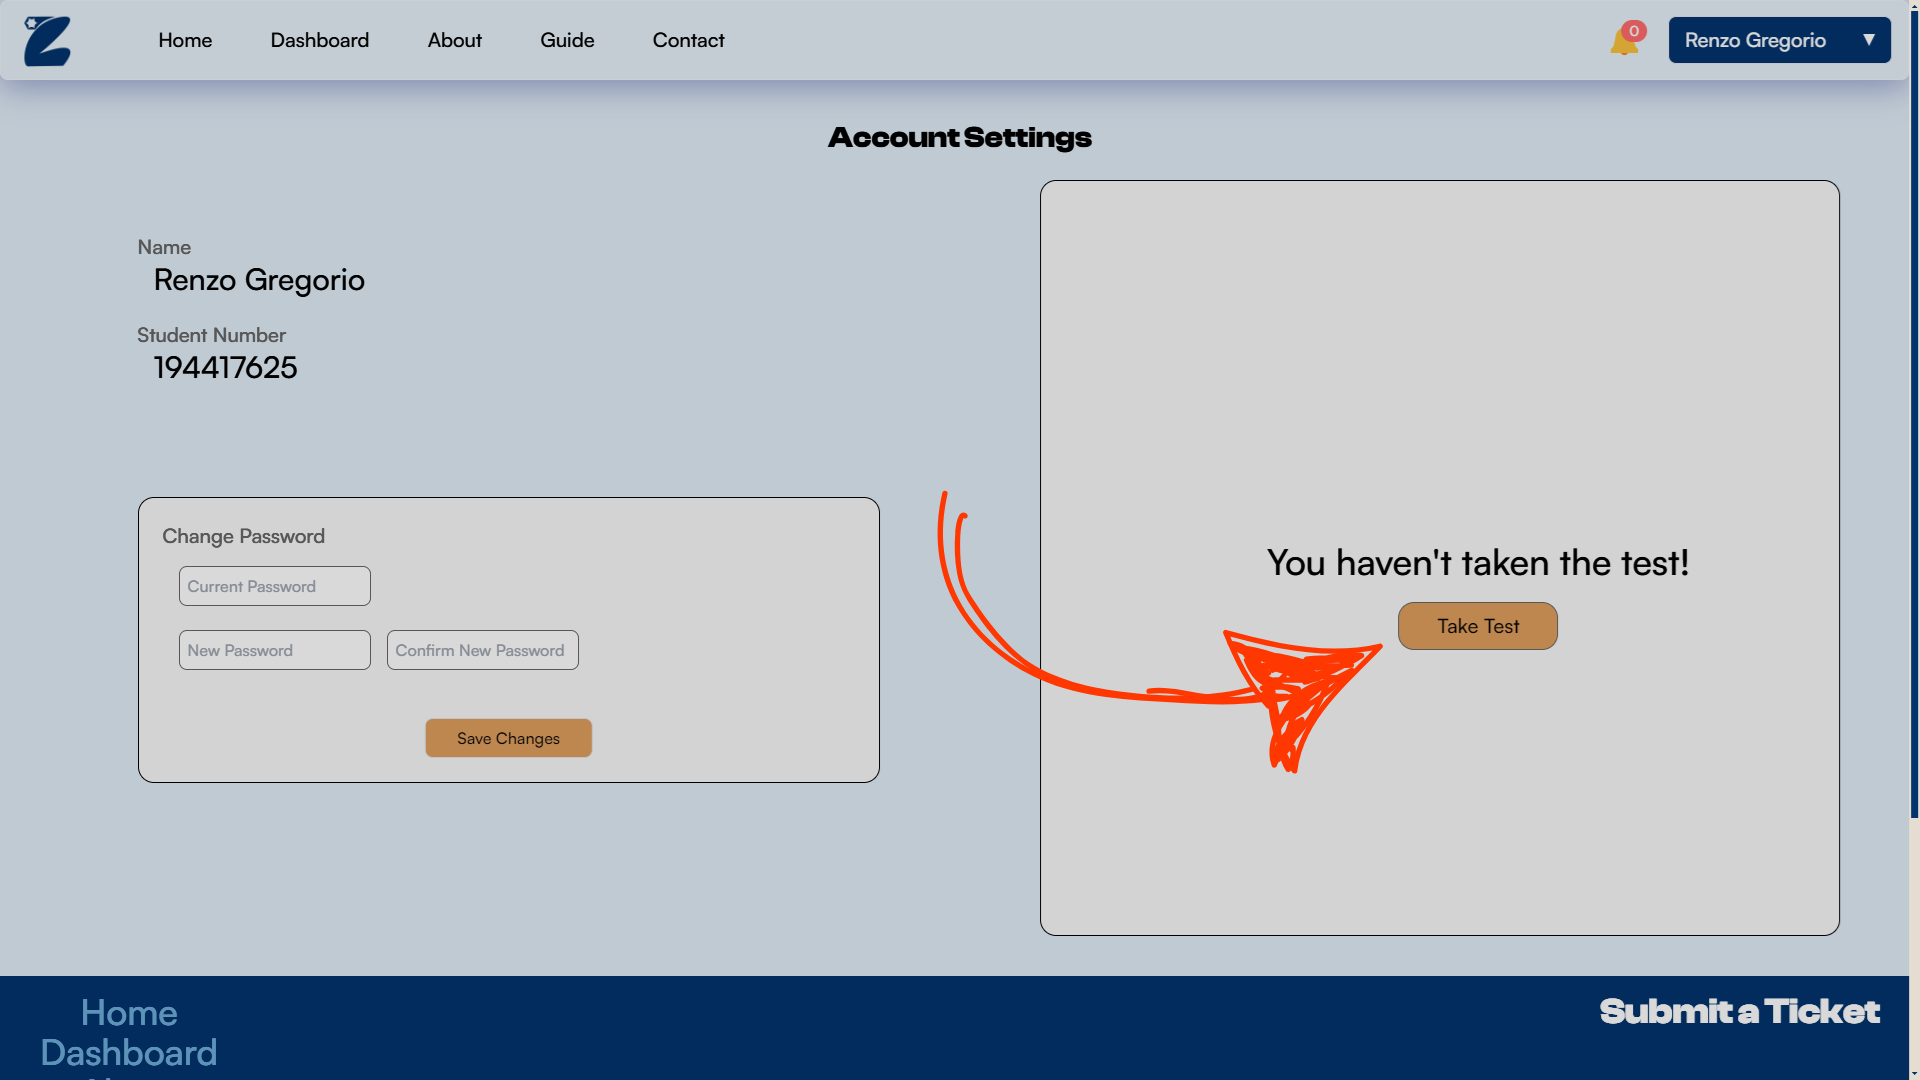 Home Dashboard About Guide Contact
0
Renzo Gregorio ▼
Account Settings
Name
Renzo Gregorio
Student Number
194417625
Change Password
Current Password
New Password Confirm New Password
Save Changes
You haven't taken the test!
Take Test
Home
Dashboard
Submit a Ticket